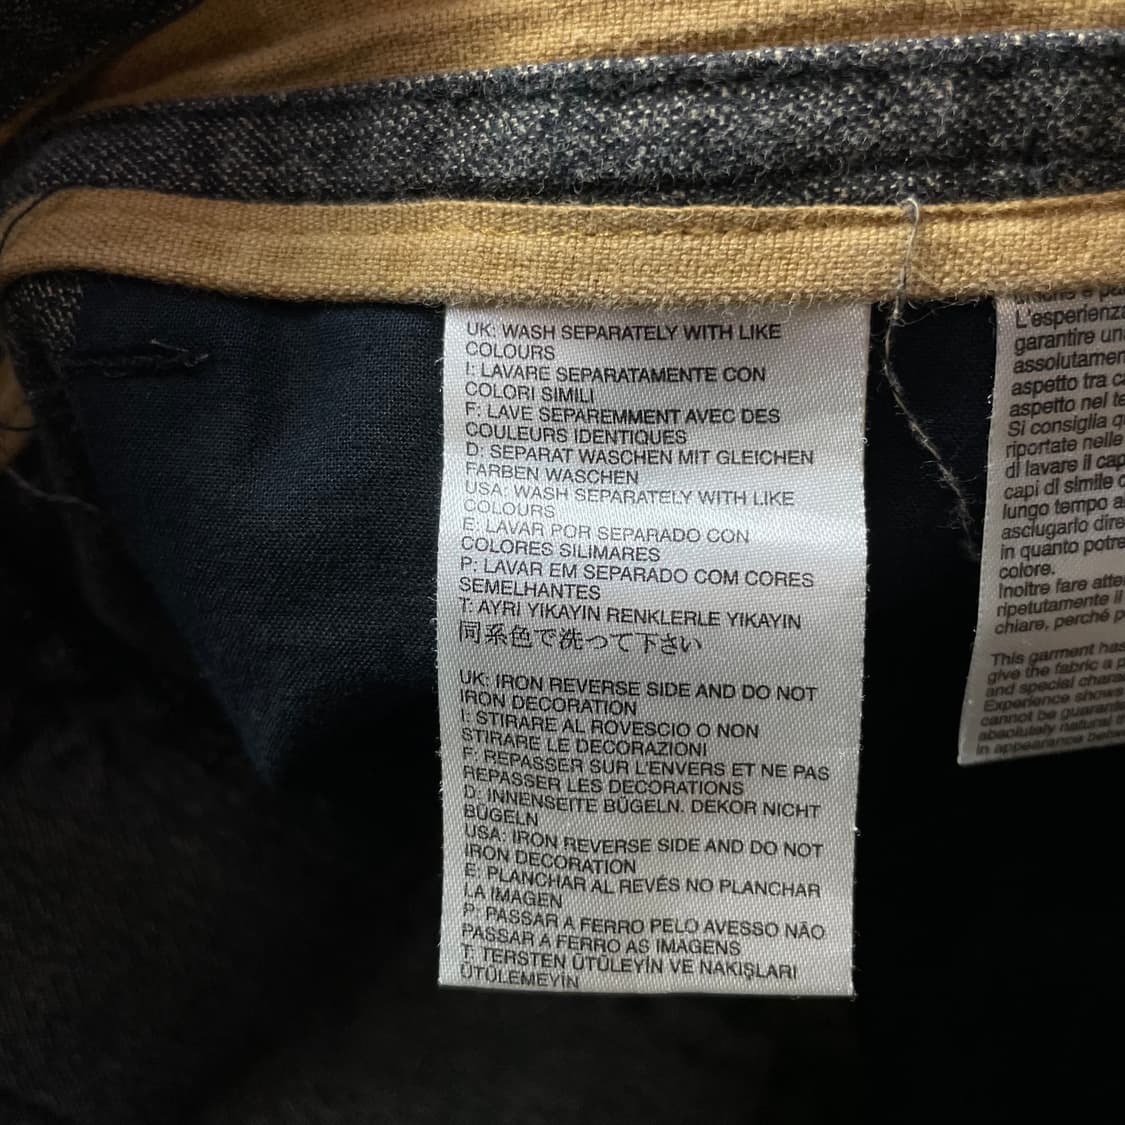 UK: WASH SEPARATELY WITH LIKE
COLOURS
I: LAVARE SEPARATAMENTE CON
COLORI SIMILI
F: LAVE SEPAREMMENT AVEC DES
COULEURS IDENTIQUES
D: SEPARAT WASCHEN MIT GLEICHEN
FARBEN WASCHEN
USA: WASH SEPARATELY WITH LIKE
COLOURS
E: LAVAR POR SEPARADO CON
COLORES SILIMARES
P: LAVAR EM SEPARADO COM CORES
SEMELHANTES
T: AYRI YIKAYIN RENKLERLE YIKAYIN
同系色で洗って下さい
UK: IRON REVERSE SIDE AND DO NOT
IRON DECORATION
I: STIRARE AL ROVESCIO O NON
STIRARE LE DECORAZIONI
F: REPASSER SUR L'ENVERS ET NE PAS
REPASSER LES DECORATIONS
D: INNENSEITE BÜGELN. DEKOR NICHT
BÜGELN
USA: IRON REVERSE SIDE AND DO NOT
IRON DECORATION
E: PLANCHAR AL REVÉS NO PLANCHAR
LA IMAGEN
P: PASSAR A FERRO PELO AVESSO NÃO
PASSAR A FERRO AS IMAGENS
T: TERSTEN ÜTÜLEYİN VE NAKIŞLARI
ÜTÜLEMEYİN
L'esperienza
garantire
assolutamen
aspetto tra
aspetto nel
Si consiglia
riportate nelle
di lavare il cap
capi di simile
lungo tempo
asciugarlo dire
in quanto potre
colore.
Inoltre fare atte
ripetutamente il
chiare, perché
This garment has
give the fabric a
and special chara
Experience shows
cannot be guarante
absolutely natural
in appearance betwe